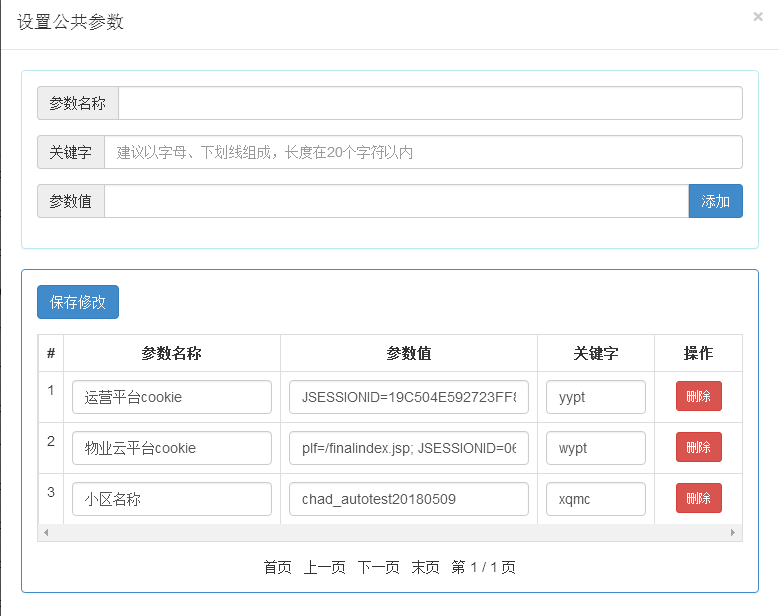 设置公共参数 ×
参数名称
关键字 建议以字母、下划线组成，长度在20个字符以内
参数值 添加
保存修改
# 参数名称 参数值 关键字 操作
1 运营平台cookie JSESSIONID=19C504E592723FF8 yypt 删除
2 物业云平台cookie plf=/finalindex.jsp; JSESSIONID=06 wypt 删除
3 小区名称 chad_autotest20180509 xqmc 删除
首页 上一页 下一页 末页 第 1 / 1 页